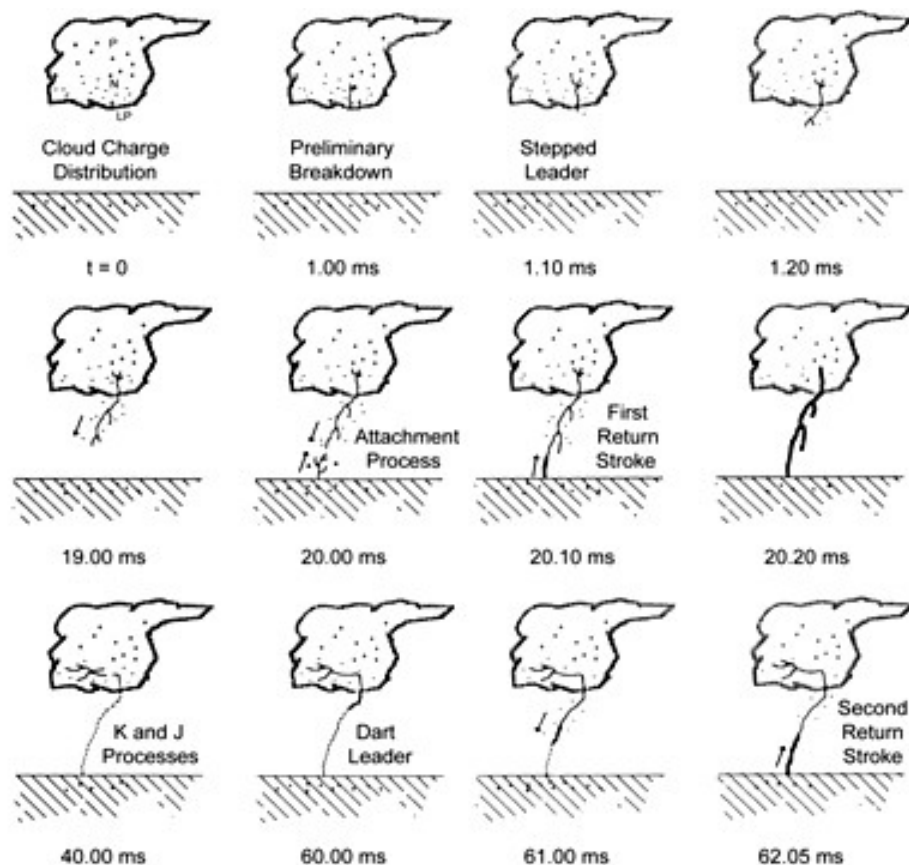 P
N
LP
Cloud Charge
Distribution
Preliminary
Breakdown
Stepped
Leader
t = 0
1.00 ms
1.10 ms
1.20 ms
Attachment
Process
First
Return
Stroke
19.00 ms
20.00 ms
20.10 ms
20.20 ms
K and J
Processes
Dart
Leader
Second
Return
Stroke
40.00 ms
60.00 ms
61.00 ms
62.05 ms